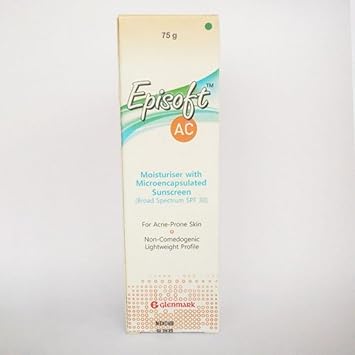 75 g
Episoft™
AC
Moisturiser with
Microencapsulated
Sunscreen
(Broad Spectrum SPF 30)
For Acne-Prone Skin
Non-Comedogenic
Lightweight Profile
Glenmark